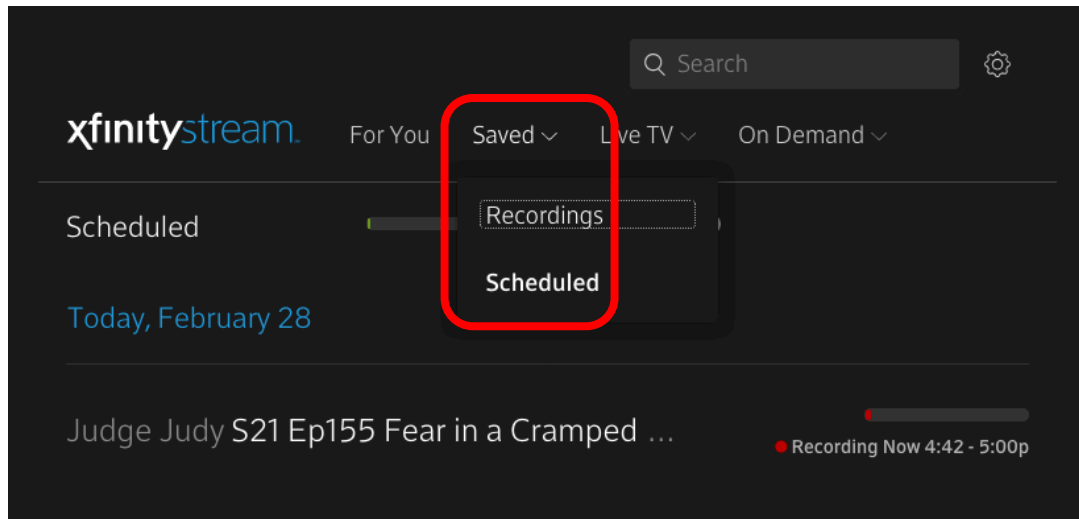 Search
xfinitystream.
For You
Saved
Live TV
On Demand
Scheduled
Recordings
Scheduled
Today, February 28
Judge Judy S21 Ep155 Fear in a Cramped ...
Recording Now 4:42 - 5:00p